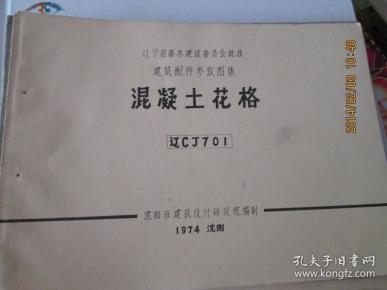 辽宁省基本建设委员会批准
建筑配件参考图集
混凝土花格
辽CJ701
沈阳市建筑设计研究院编制
1974 沈阳
2014/02/09 10:49
孔夫子旧书网